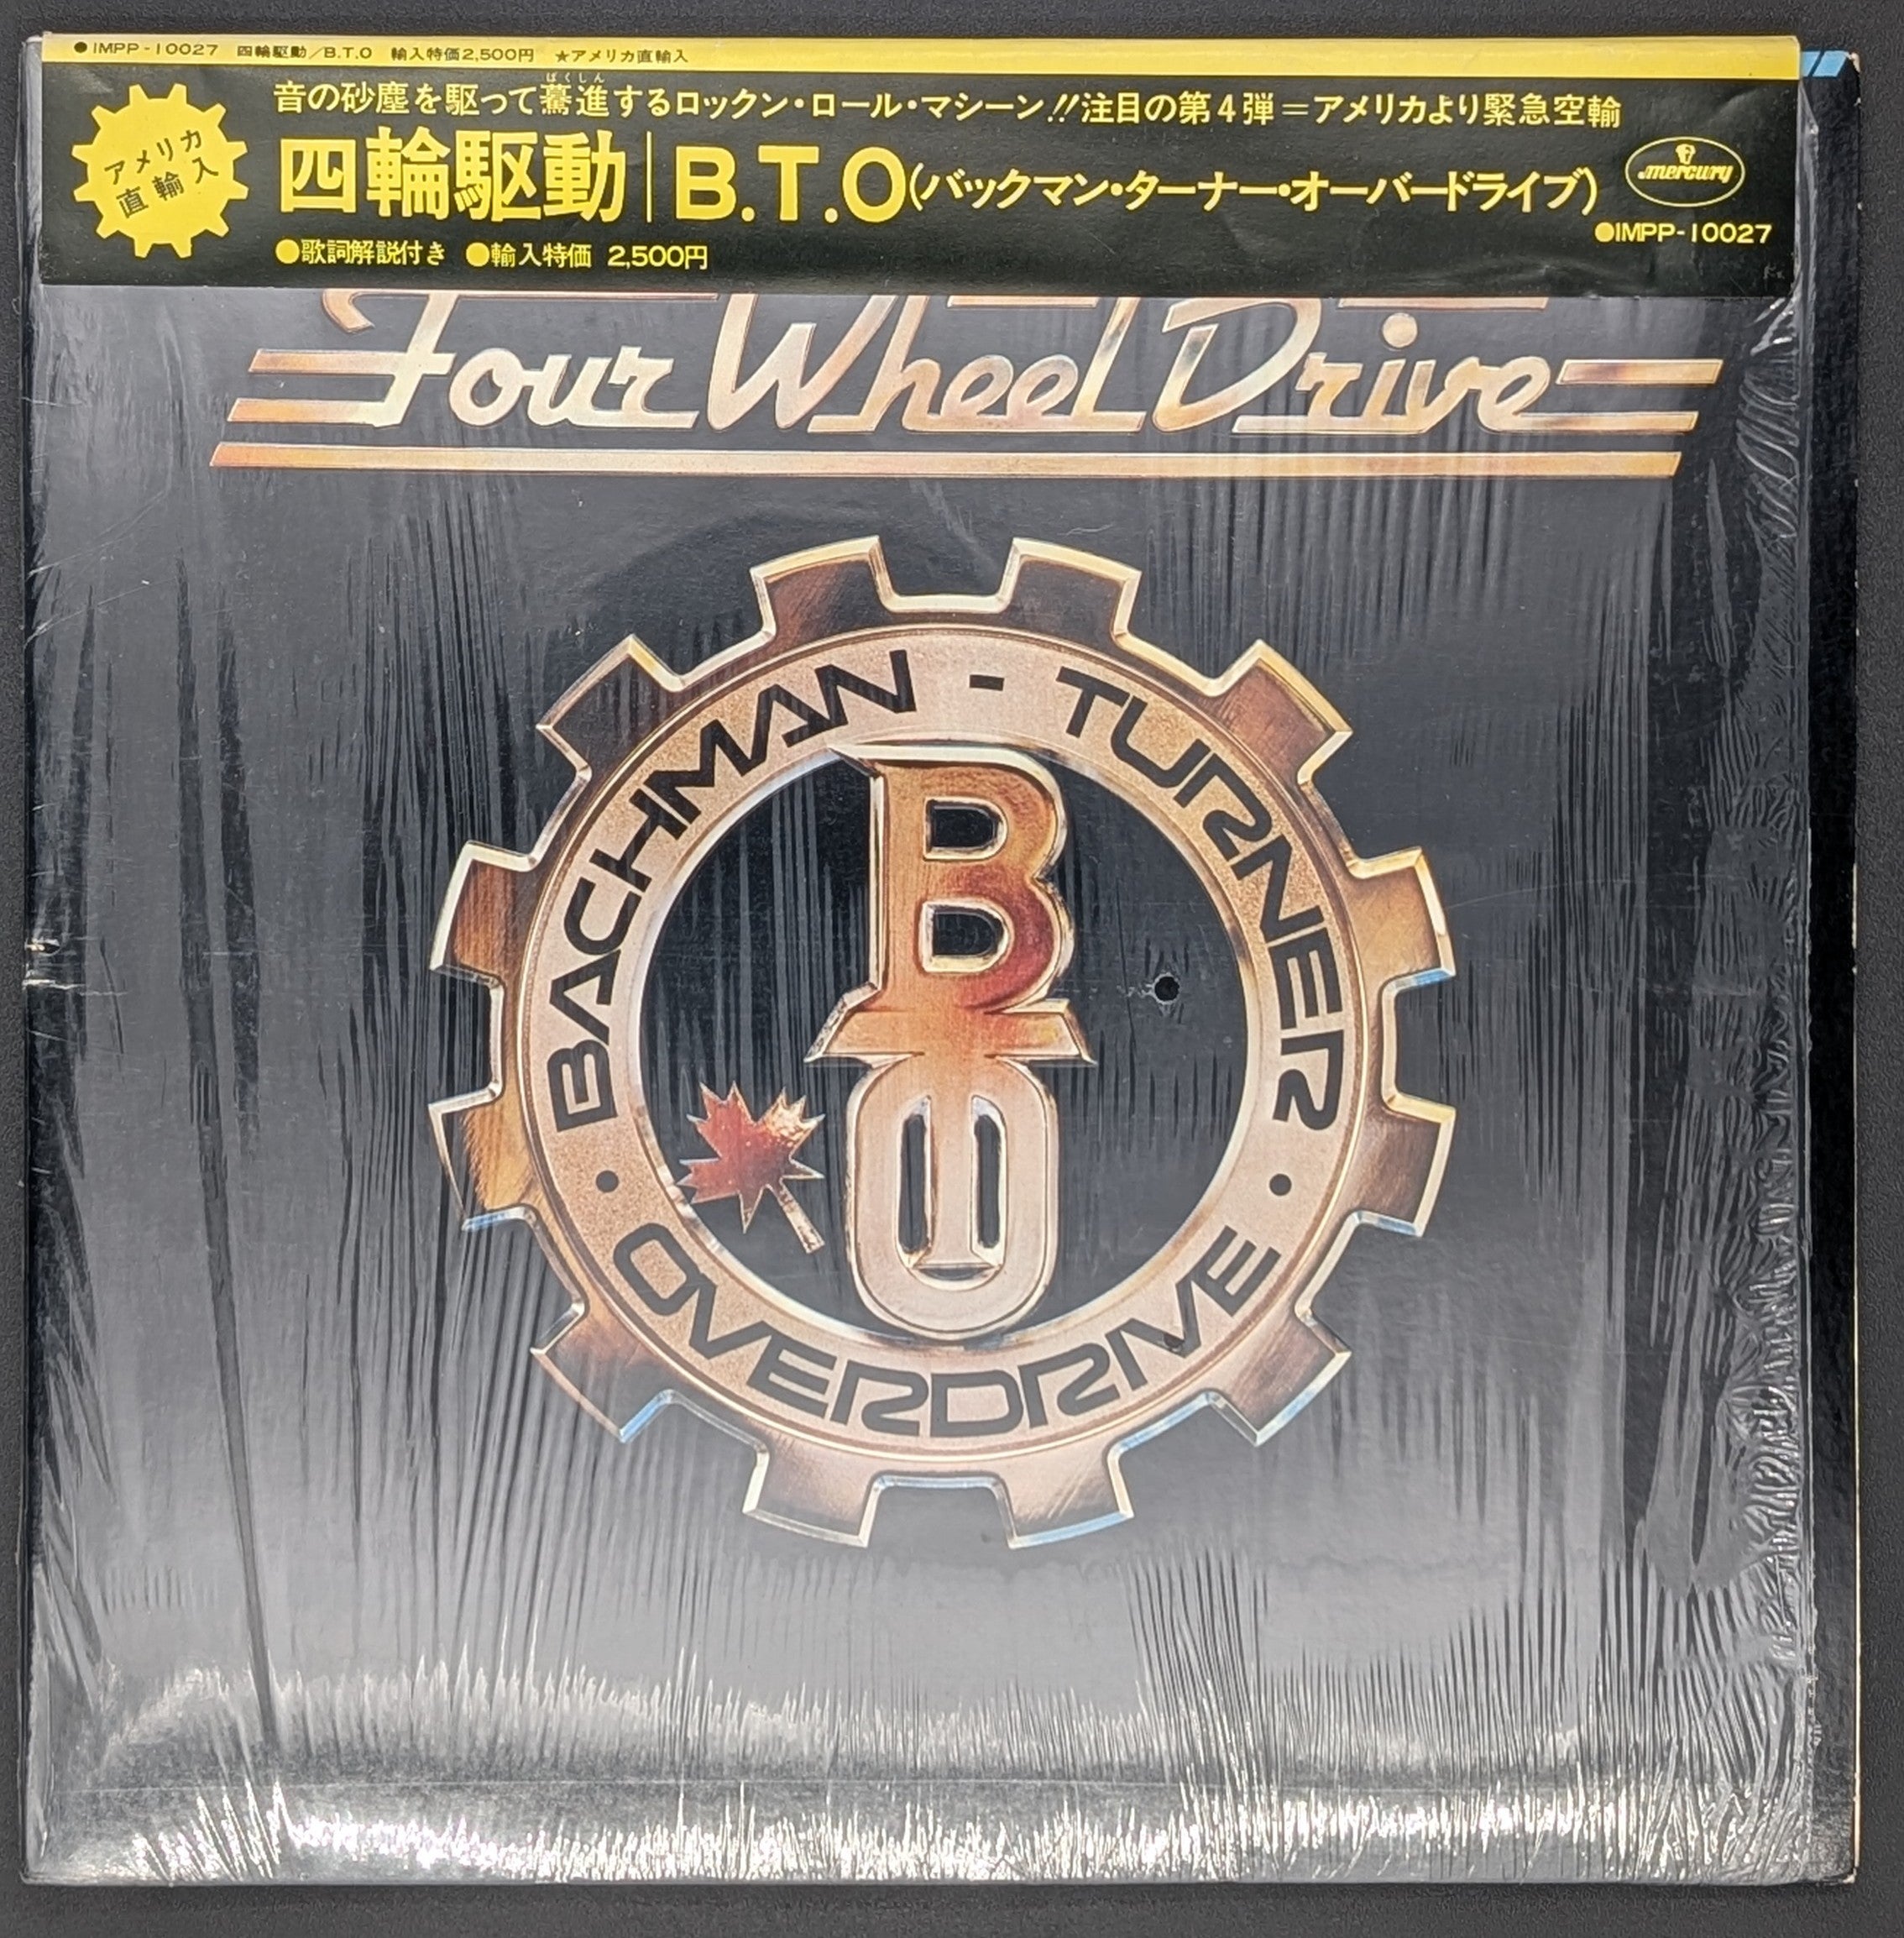 ●IMPP-10027 四輪駆動/B.T.O 輸入特価2,500円 ★アメリカ直輸入
ばくしん
音の砂塵を駆って驀進するロックン・ロール・マシーン!!注目の第4弾=アメリカより緊急空輸
アメリカ
直輸入
四輪駆動|B.T.O(バックマン・ターナー・オーバードライブ)
mercury
●IMPP-10027
●歌詞解説付き ●輸入特価 2,500円
Four Wheel Drive
BACHMAN - TURNER
BTO
· OVERDRIVE ·